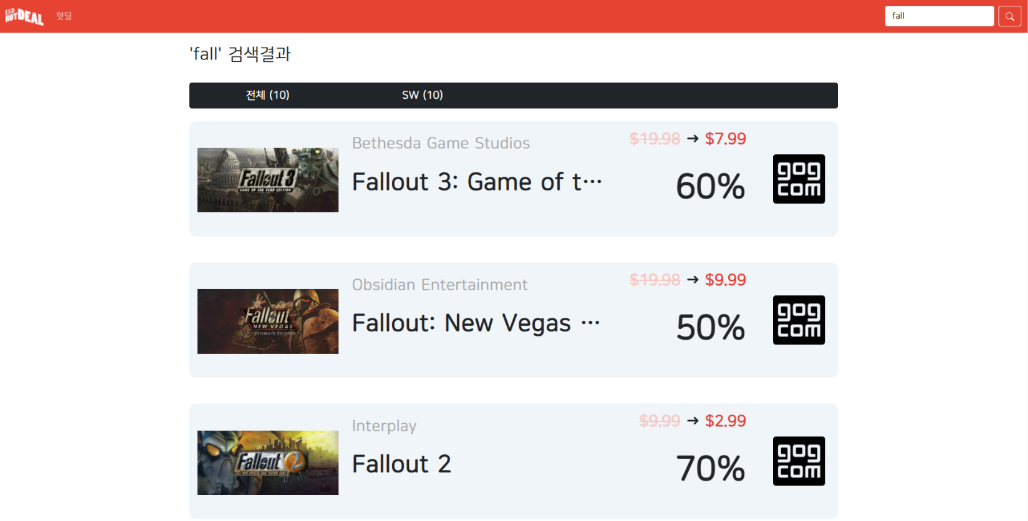 HOTDEAL
핫딜
fall
'fall' 검색결과
전체 (10)
SW (10)
Fallout 3
GAME OF THE YEAR EDITION
Bethesda Game Studios
Fallout 3: Game of t⋯
$19.98 → $7.99
60%
gog
com
Fallout
NEW VEGAS
ULTIMATE EDITION
Obsidian Entertainment
Fallout: New Vegas ⋯
$19.98 → $9.99
50%
gog
com
Fallout 2
Interplay
Fallout 2
$9.99 → $2.99
70%
gog
com